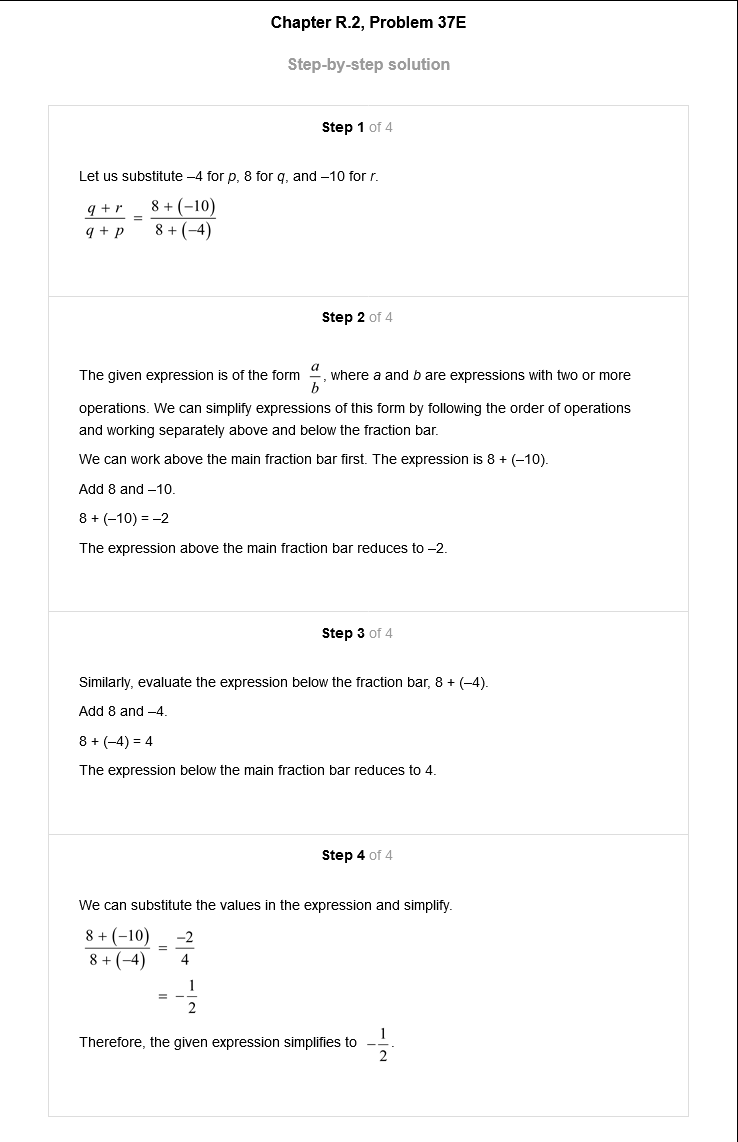 Chapter R.2, Problem 37E
Step-by-step solution
Step 1 of 4
Let us substitute –4 for p, 8 for q, and –10 for r.
(q + r)/(q + p) = (8 + (−10))/(8 + (−4))
Step 2 of 4
The given expression is of the form a/b, where a and b are expressions with two or more
operations. We can simplify expressions of this form by following the order of operations
and working separately above and below the fraction bar.
We can work above the main fraction bar first. The expression is 8 + (–10).
Add 8 and –10.
8 + (–10) = –2
The expression above the main fraction bar reduces to –2.
Step 3 of 4
Similarly, evaluate the expression below the fraction bar, 8 + (–4).
Add 8 and –4.
8 + (–4) = 4
The expression below the main fraction bar reduces to 4.
Step 4 of 4
We can substitute the values in the expression and simplify.
(8 + (−10))/(8 + (−4)) = −2/4
= −1/2
Therefore, the given expression simplifies to −1/2.